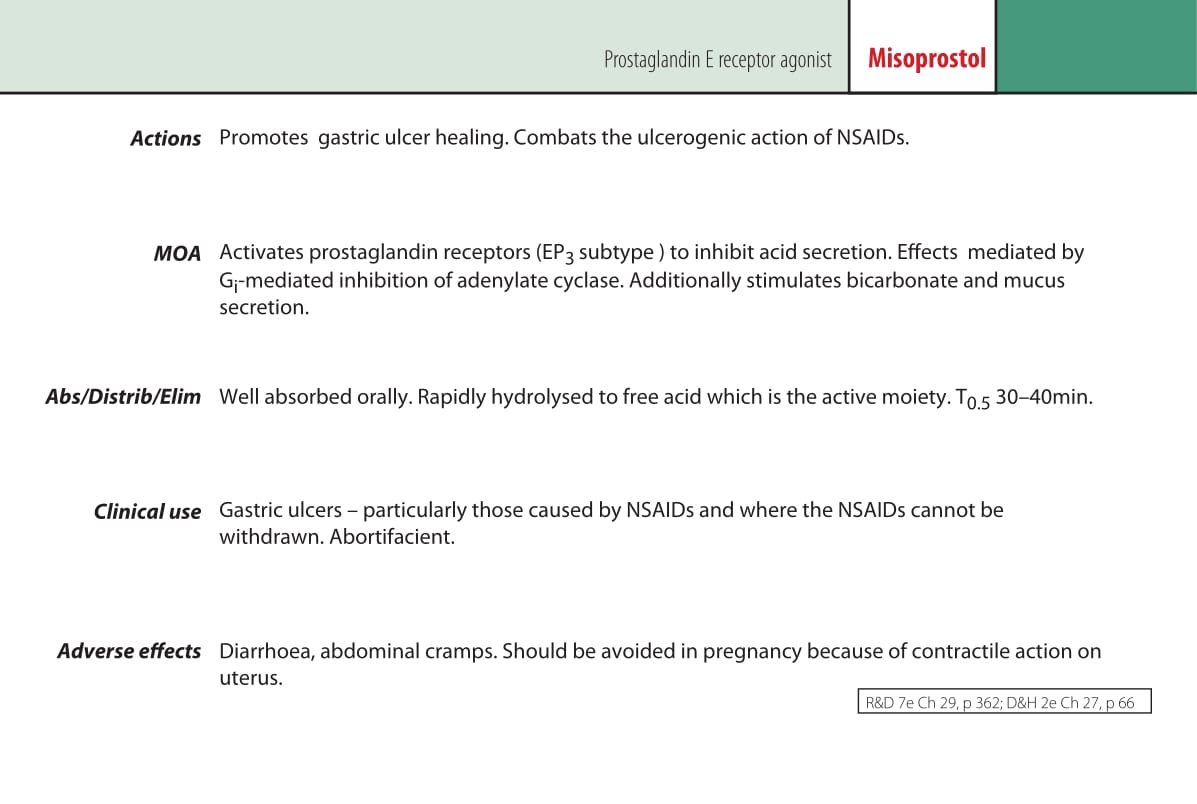 Prostaglandin E receptor agonist Misoprostol
Actions Promotes gastric ulcer healing. Combats the ulcerogenic action of NSAIDs.
MOA Activates prostaglandin receptors (EP3 subtype ) to inhibit acid secretion. Effects mediated by
Gi-mediated inhibition of adenylate cyclase. Additionally stimulates bicarbonate and mucus
secretion.
Abs/Distrib/Elim Well absorbed orally. Rapidly hydrolysed to free acid which is the active moiety. T0.5 30–40min.
Clinical use Gastric ulcers – particularly those caused by NSAIDs and where the NSAIDs cannot be
withdrawn. Abortifacient.
Adverse effects Diarrhoea, abdominal cramps. Should be avoided in pregnancy because of contractile action on
uterus.
R&D 7e Ch 29, p 362; D&H 2e Ch 27, p 66